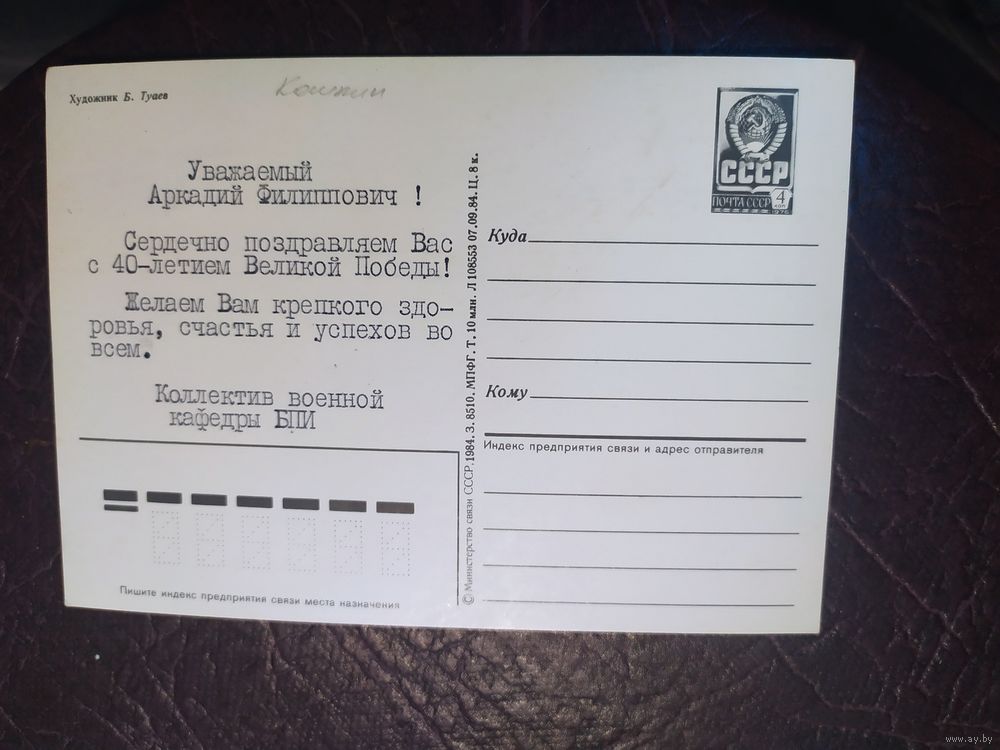 Художник Б. Туаев
Уважаемый
Аркадий Филиппович !
Сердечно поздравляем Вас
с 40-летием Великой Победы!
Желаем Вам крепкого здо-
ровья, счастья и успехов во
всем.
Коллектив военной
кафедры БПИ
Пишите индекс предприятия связи места назначения
© Министерство связи СССР. 1984. З. 8510. МПФГ. Т. 10 млн. Л 108553 07.09.84. Ц. 8 к.
СССР
ПОЧТА СССР
4
коп
1976
Куда
Кому
Индекс предприятия связи и адрес отправителя
www.ay.by